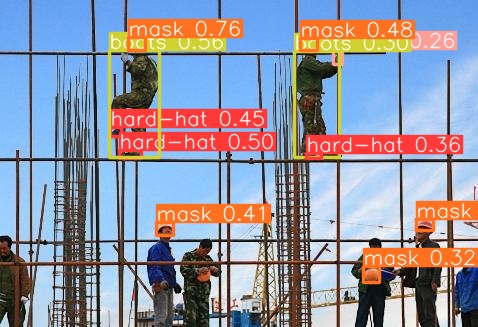 mask 0.76
mask 0.48
boots 0.56
boots 0.30
0.26
hard-hat 0.45
hard-hat 0.50
hard-hat 0.36
mask 0.41
mask 0.
mask 0.32